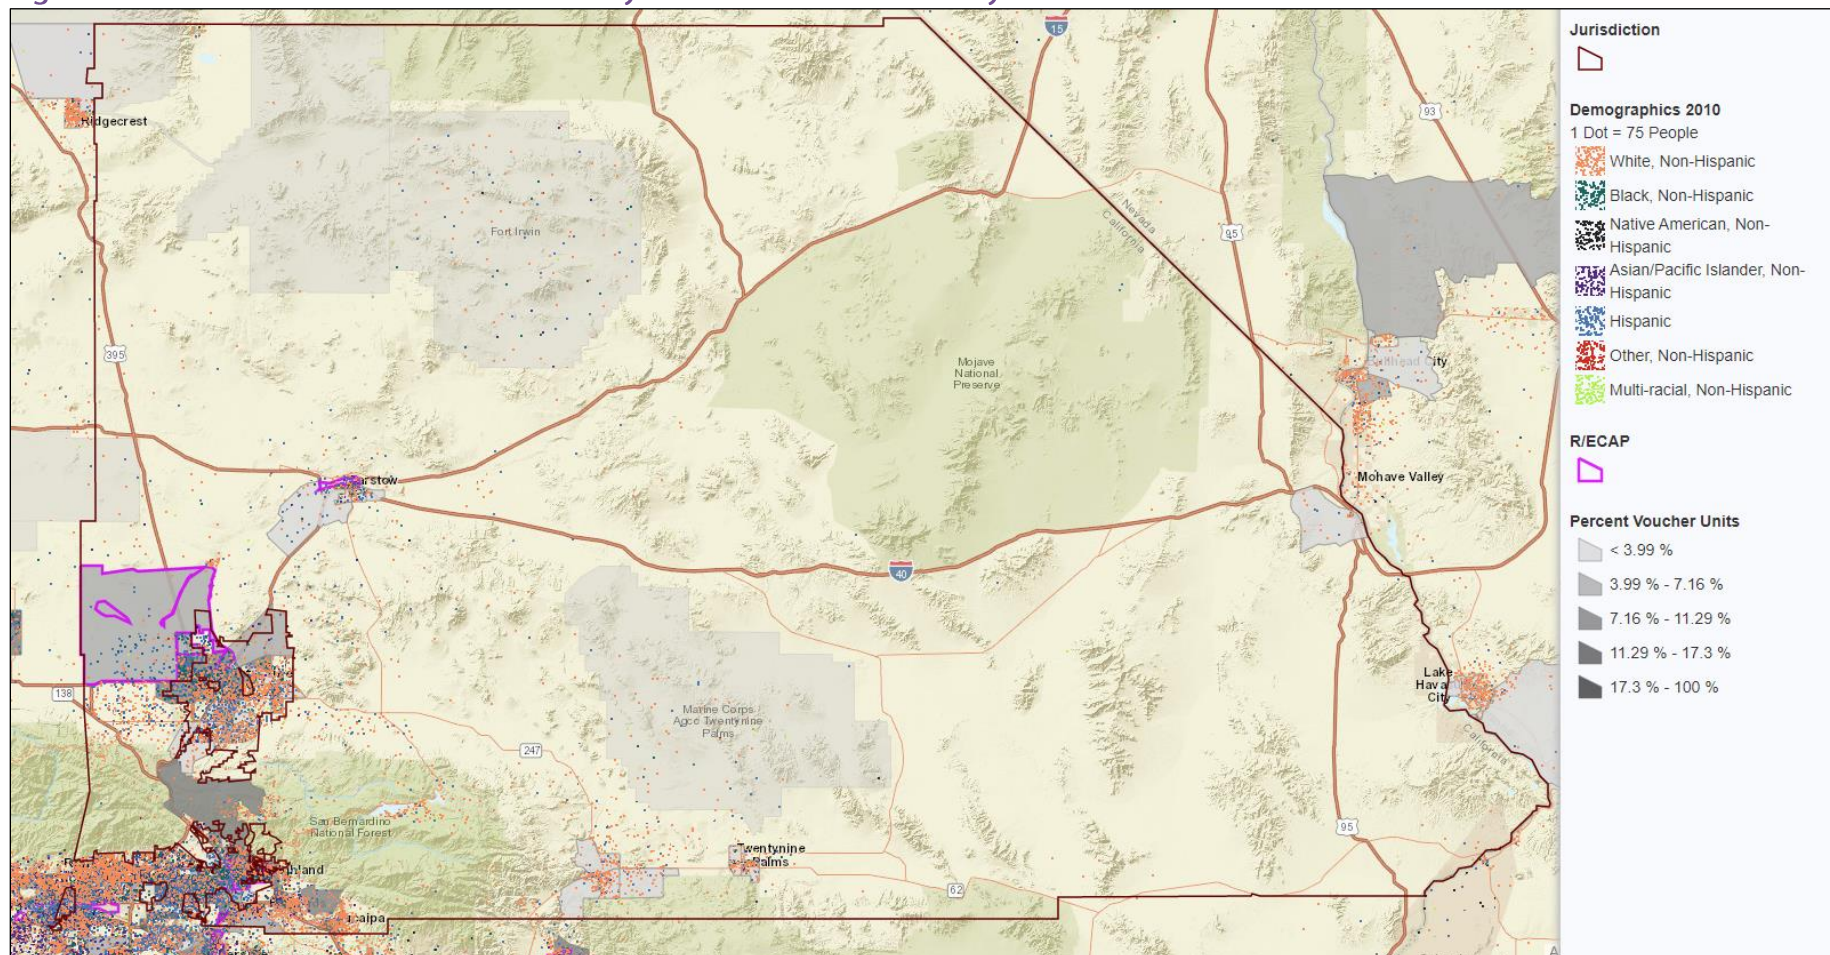 15
Ridgecrest
93
Fort Irwin
Nevada
California
95
395
Mojave
National
Preserve
City
Mohave Valley
40
138
Lake
City
California
Marine Corps
Agcc Twentynine
Palms
247
San Bernardino
National Forest
95
Twentynine
Palms
62
Jurisdiction
Demographics 2010
1 Dot = 75 People
White, Non-Hispanic
Black, Non-Hispanic
Native American, Non-
Hispanic
Asian/Pacific Islander, Non-
Hispanic
Hispanic
Other, Non-Hispanic
Multi-racial, Non-Hispanic
R/ECAP
Percent Voucher Units
< 3.99 %
3.99 % - 7.16 %
7.16 % - 11.29 %
11.29 % - 17.3 %
17.3 % - 100 %